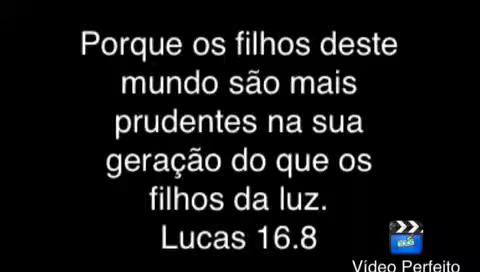 Porque os filhos deste
mundo são mais
prudentes na sua
geração do que os
filhos da luz.
Lucas 16.8
Vídeo Perfeito